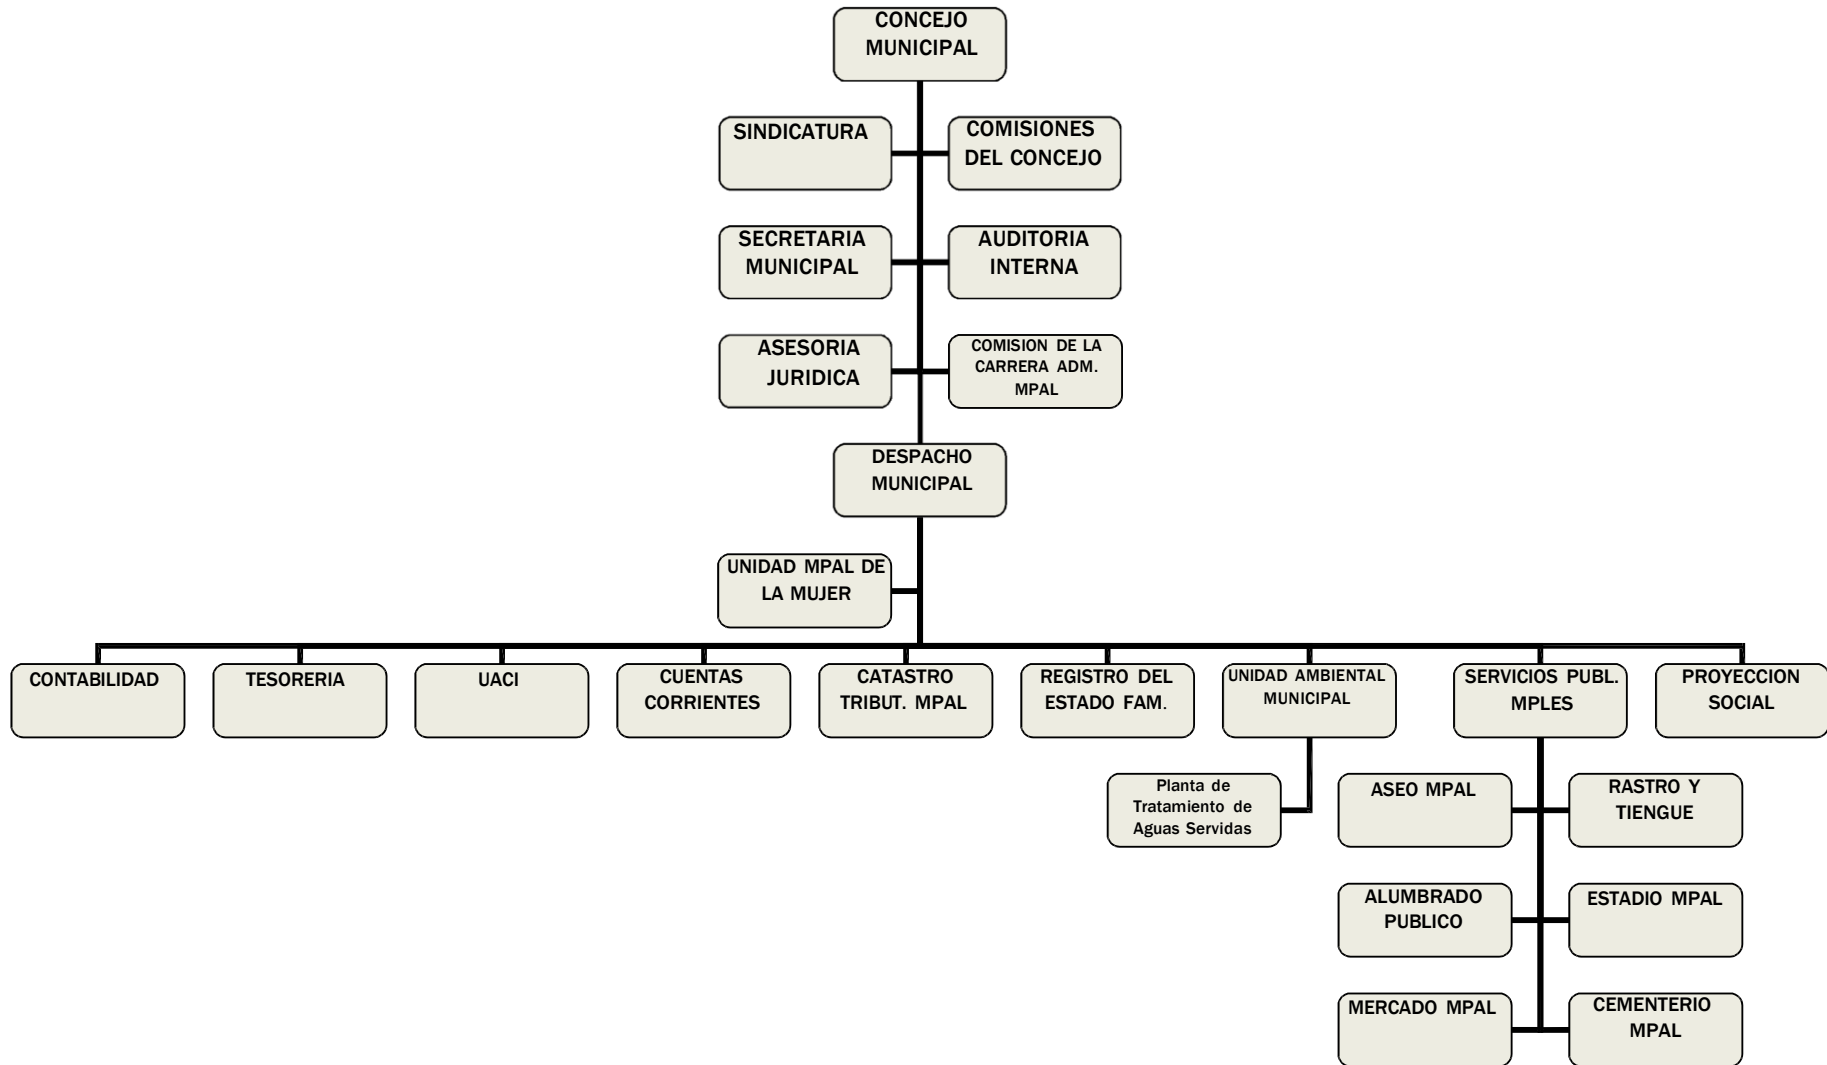 CONCEJO
MUNICIPAL
SINDICATURA
COMISIONES
DEL CONCEJO
SECRETARIA
MUNICIPAL
AUDITORIA
INTERNA
ASESORIA
JURIDICA
COMISION DE LA
CARRERA ADM.
MPAL
DESPACHO
MUNICIPAL
UNIDAD MPAL DE
LA MUJER
CONTABILIDAD
TESORERIA
UACI
CUENTAS
CORRIENTES
CATASTRO
TRIBUT. MPAL
REGISTRO DEL
ESTADO FAM.
UNIDAD AMBIENTAL
MUNICIPAL
SERVICIOS PUBL.
MPLES
PROYECCION
SOCIAL
Planta de
Tratamiento de
Aguas Servidas
ASEO MPAL
RASTRO Y
TIENGUE
ALUMBRADO
PUBLICO
ESTADIO MPAL
MERCADO MPAL
CEMENTERIO
MPAL